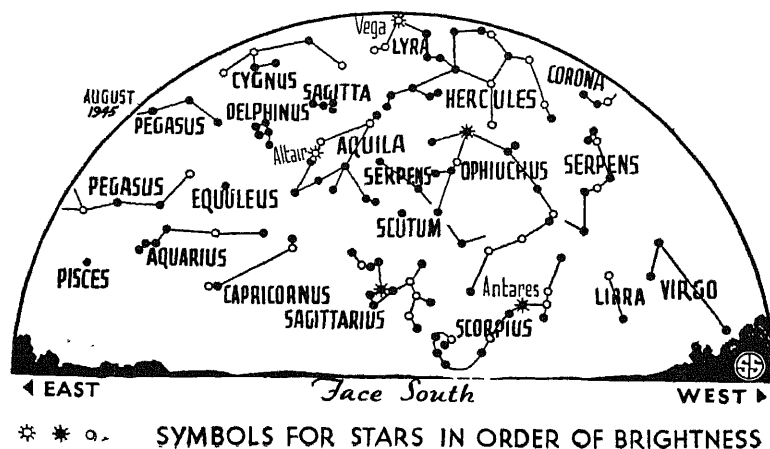 Vega
LYRA
CYGNUS
CORONA
SAGITTA
HERCULES
AUGUST
1945
DELPHINUS
PEGASUS
Altair
AQUILA
SERPENS
OPHIUCHUS
SERPENS
PEGASUS
EQUULEUS
SCUTUM
AQUARIUS
PISCES
CAPRICORNUS
Antares
LIBRA
VIRGO
SAGITTARIUS
SCORPIUS
SS
EAST
Face South
WEST
SYMBOLS FOR STARS IN ORDER OF BRIGHTNESS